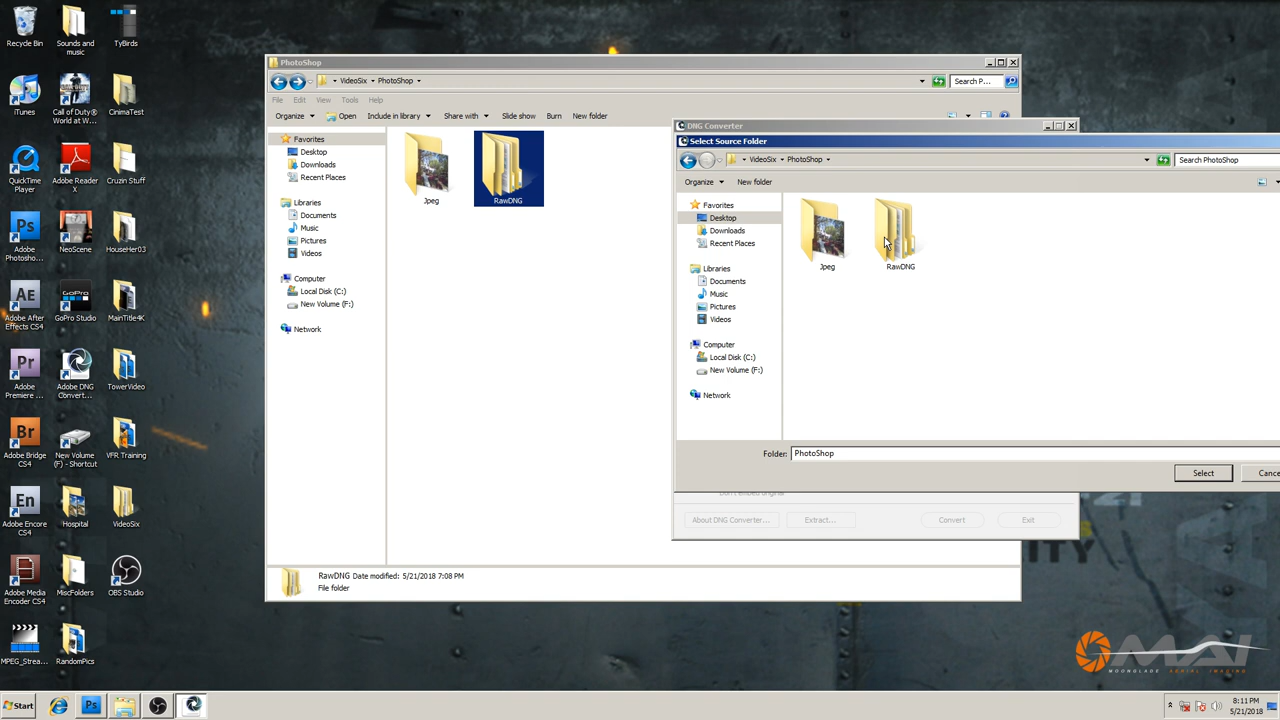 Recycle Bin
Sounds and music
TyBirds
iTunes
Call of Duty® World at W...
CinimaTest
QuickTime Player
Adobe Reader X
Cruzin Stuff
Adobe Photosho...
NeoScene
HouseHer03
Adobe After Effects CS4
GoPro Studio
MainTitle4K
Adobe Premiere ...
Adobe DNG Convert...
TowerVideo
Adobe Bridge CS4
New Volume (F) - Shortcut
VFR Training
Adobe Encore CS4
Hospital
VideoSix
Adobe Media Encoder CS4
MiscFolders
OBS Studio
MPEG_Strea...
RandomPics
PhotoShop
VideoSix
PhotoShop
Search P...
File Edit View Tools Help
Organize Open Include in library Share with Slide show Burn New folder
Favorites
Desktop
Downloads
Recent Places
Libraries
Documents
Music
Pictures
Videos
Computer
Local Disk (C:)
New Volume (F:)
Network
Jpeg
RawDNG
RawDNG Date modified: 5/21/2018 7:08 PM
File folder
DNG Converter
Select Source Folder
VideoSix PhotoShop
Search PhotoShop
Organize New folder
Favorites
Desktop
Downloads
Recent Places
Libraries
Documents
Music
Pictures
Videos
Computer
Local Disk (C:)
New Volume (F:)
Network
Jpeg
RawDNG
Folder: PhotoShop
Select Cance
Don't embed original
About DNG Converter... Extract... Convert Exit
MAI
MOONGLADE AERIAL IMAGING
Start
8:11 PM
5/21/2018